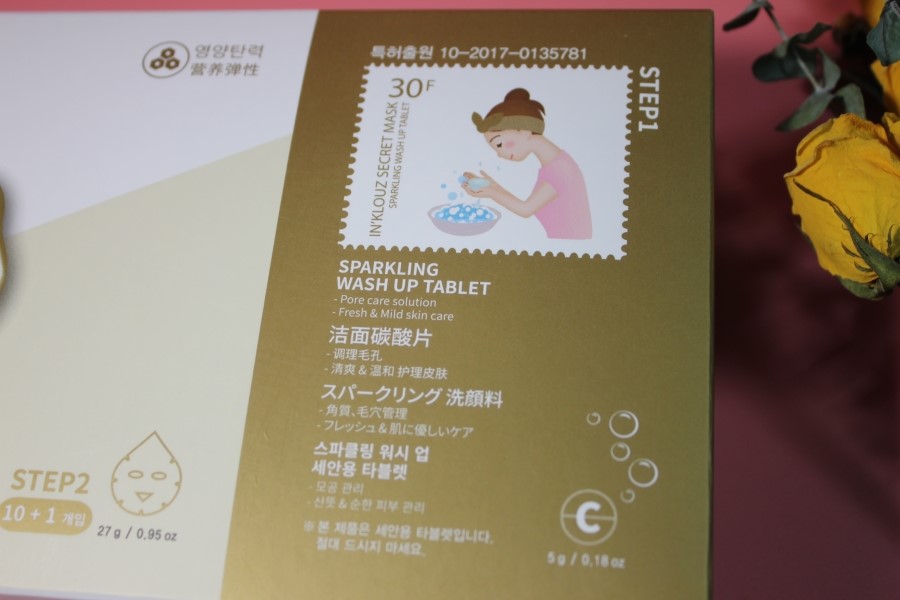 영양탄력
营养弹性
STEP2
10 + 1 개입
27 g / 0.95 oz
특허출원 10-2017-0135781
STEP1
30F
IN'KLOUZ SECRET MASK
SPARKLING WASH UP TABLET
SPARKLING
WASH UP TABLET
- Pore care solution
- Fresh & Mild skin care
洁面碳酸片
- 调理毛孔
- 清爽 & 温和 护理皮肤
スパークリング 洗顔料
- 角質、毛穴管理
- フレッシュ & 肌に優しいケア
스파클링 워시 업
세안용 타블렛
- 모공 관리
- 산뜻 & 순한 피부 관리
※ 본 제품은 세안용 타블렛입니다.
절대 드시지 마세요.
C
5 g / 0.18 oz